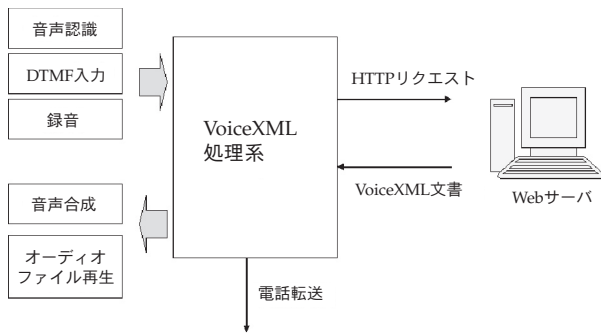 音声認識
DTMF入力
録音
音声合成
オーディオ
ファイル再生
VoiceXML
処理系
HTTPリクエスト
VoiceXML文書
Webサーバ
電話転送